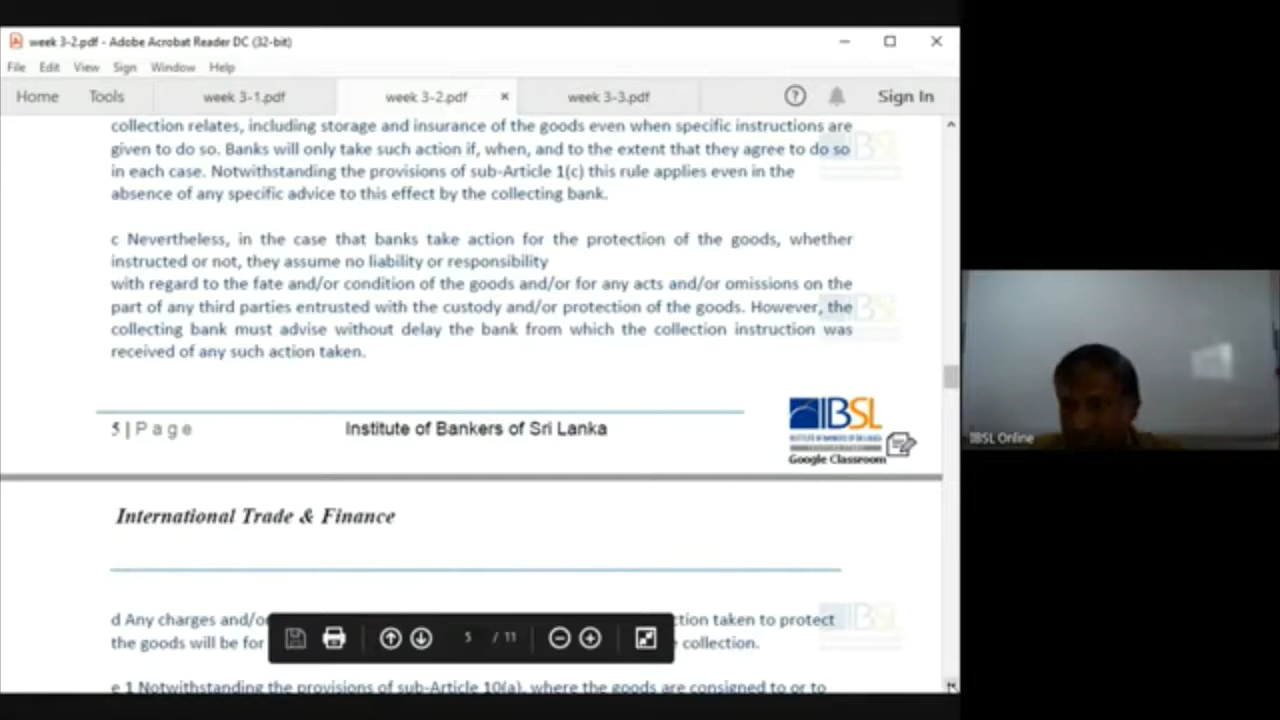 week 3-2.pdf - Adobe Acrobat Reader DC (32-bit)
File Edit View Sign Window Help
Home Tools week 3-1.pdf week 3-2.pdf × week 3-3.pdf Sign In
collection relates, including storage and insurance of the goods even when specific instructions are
given to do so. Banks will only take such action if, when, and to the extent that they agree to do so
in each case. Notwithstanding the provisions of sub-Article 1(c) this rule applies even in the
absence of any specific advice to this effect by the collecting bank.
c Nevertheless, in the case that banks take action for the protection of the goods, whether
instructed or not, they assume no liability or responsibility
with regard to the fate and/or condition of the goods and/or for any acts and/or omissions on the
part of any third parties entrusted with the custody and/or protection of the goods. However, the
collecting bank must advise without delay the bank from which the collection instruction was
received of any such action taken.
IBSL
5 | Page Institute of Bankers of Sri Lanka
INSTITUTE OF BANKERS OF SRI LANKA
Google Classroom
IBSL Online
International Trade & Finance
d Any charges and/or ction taken to protect
the goods will be for collection.
5 / 11
e 1 Notwithstanding the provisions of sub-Article 10(a), where the goods are consigned to or to